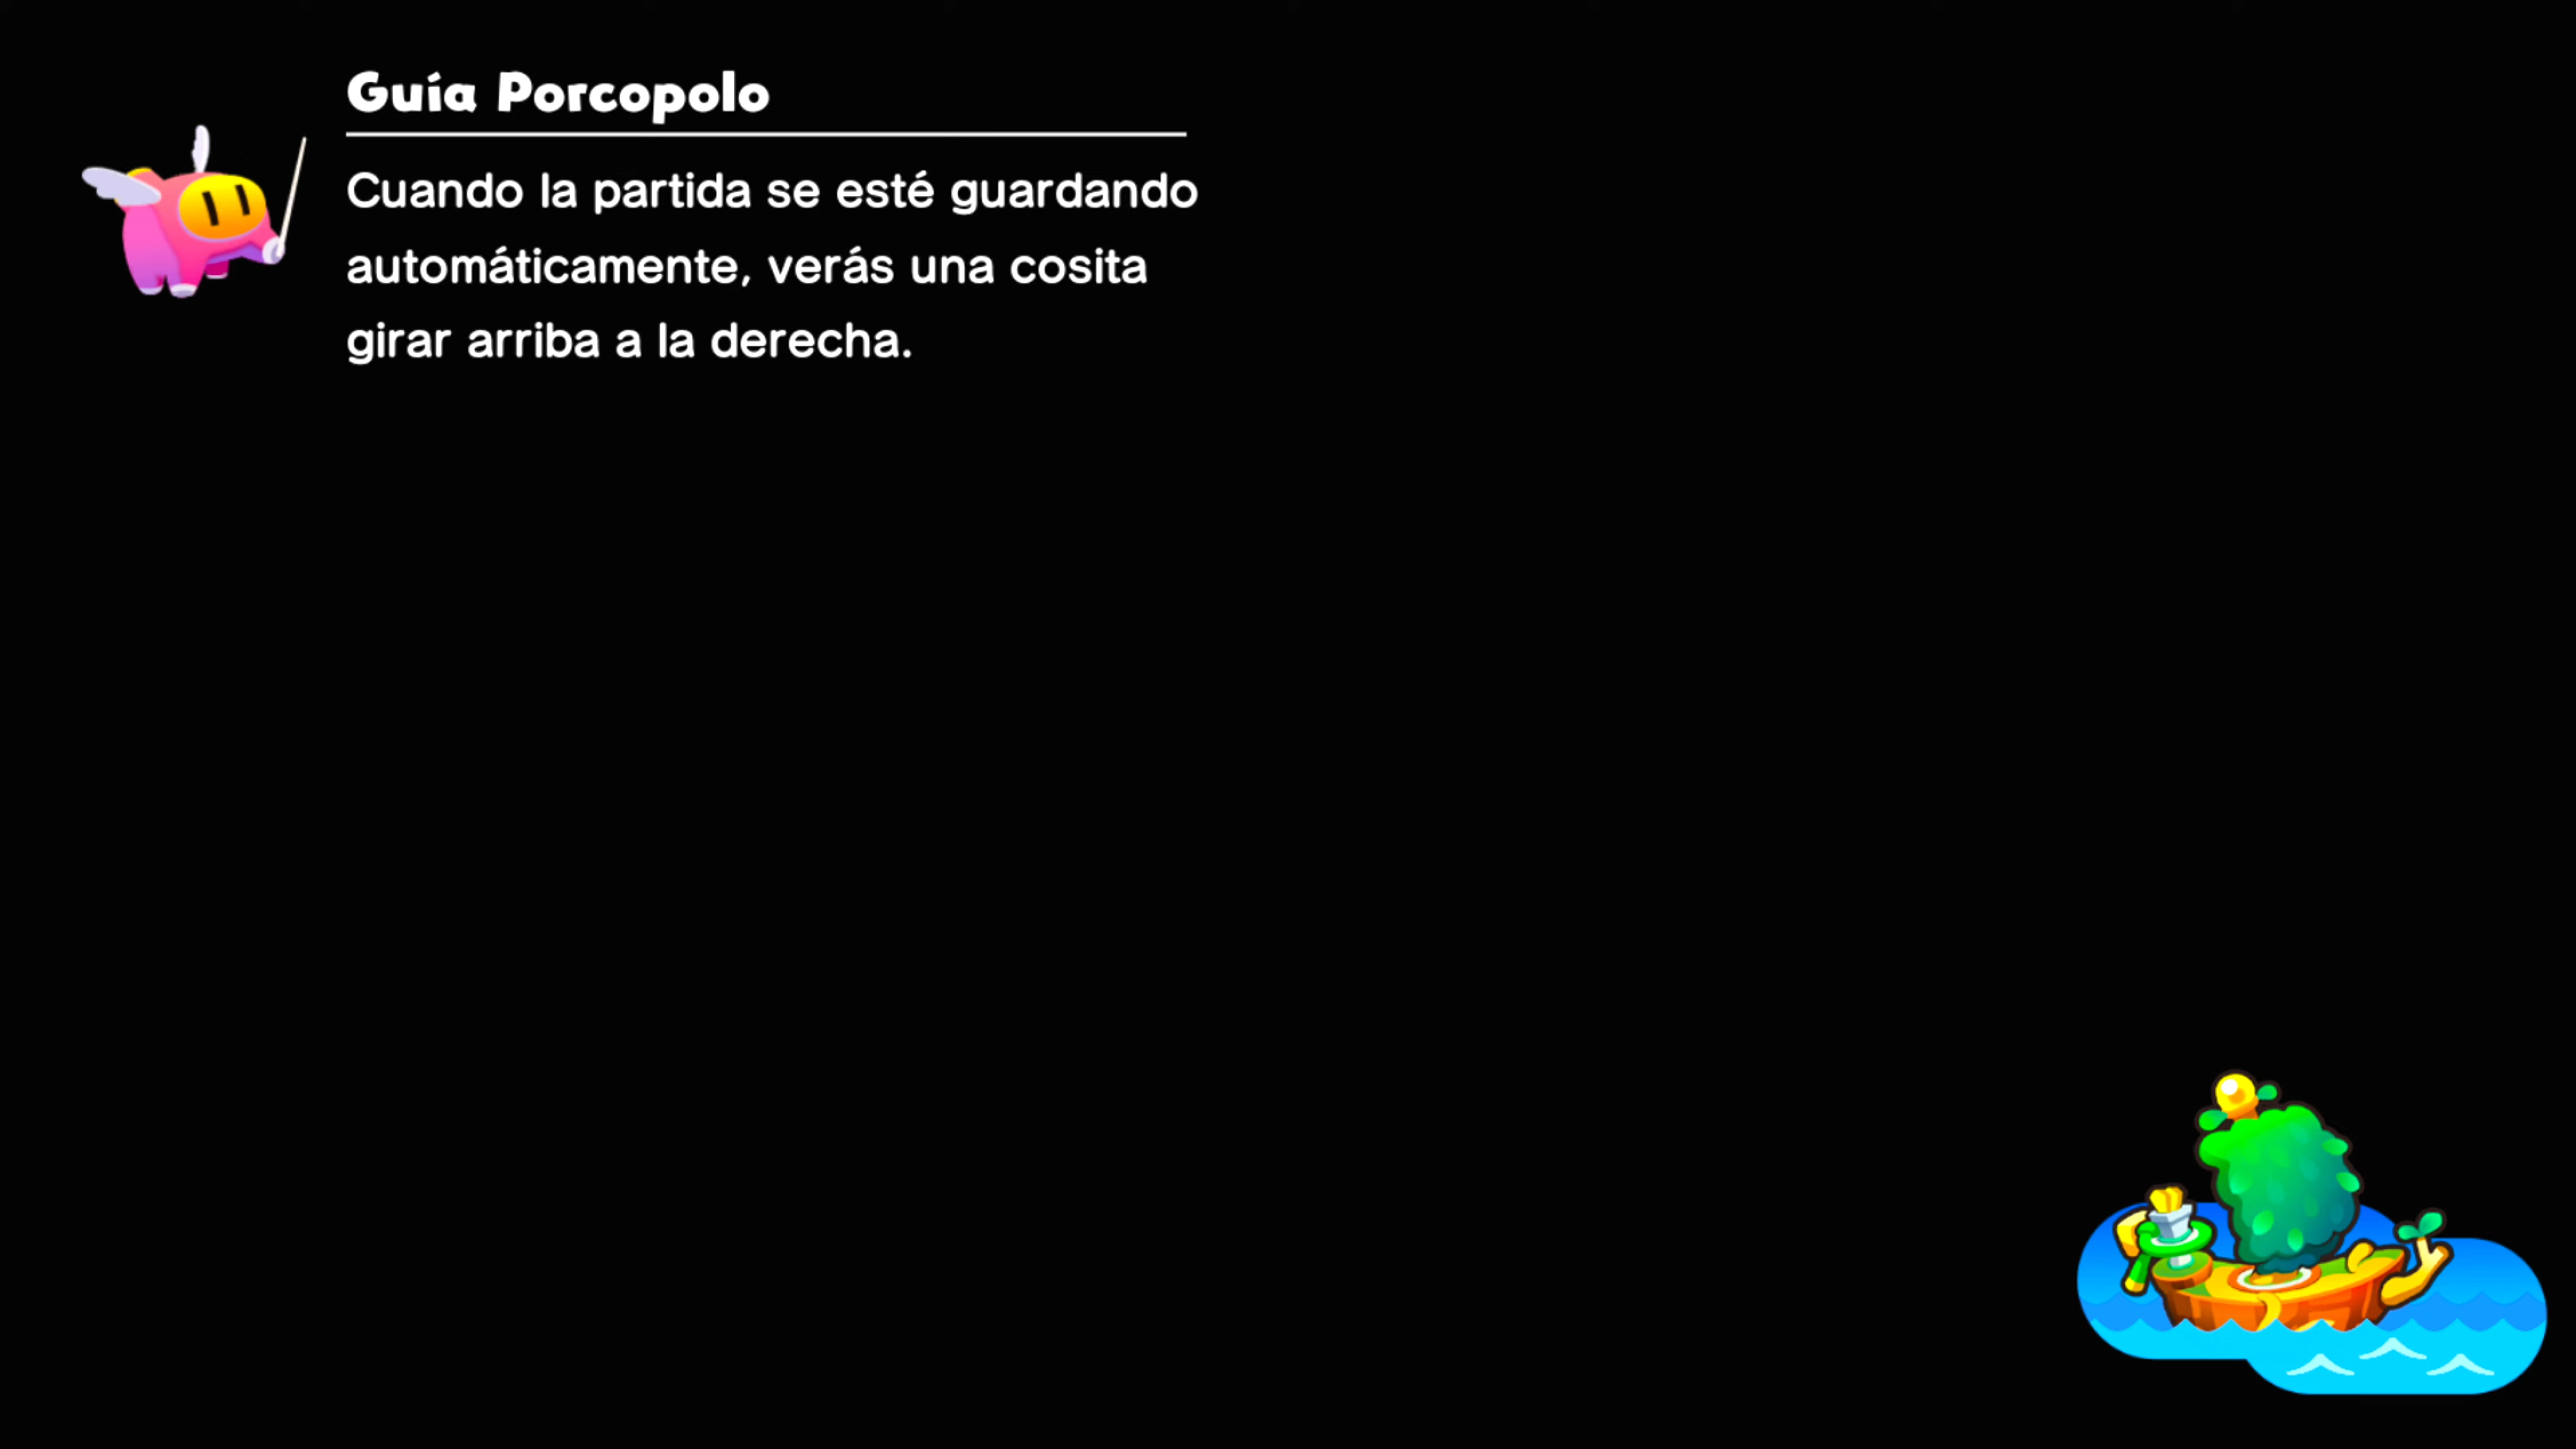 Guía Porcopolo
Cuando la partida se esté guardando
automáticamente, verás una cosita
girar arriba a la derecha.